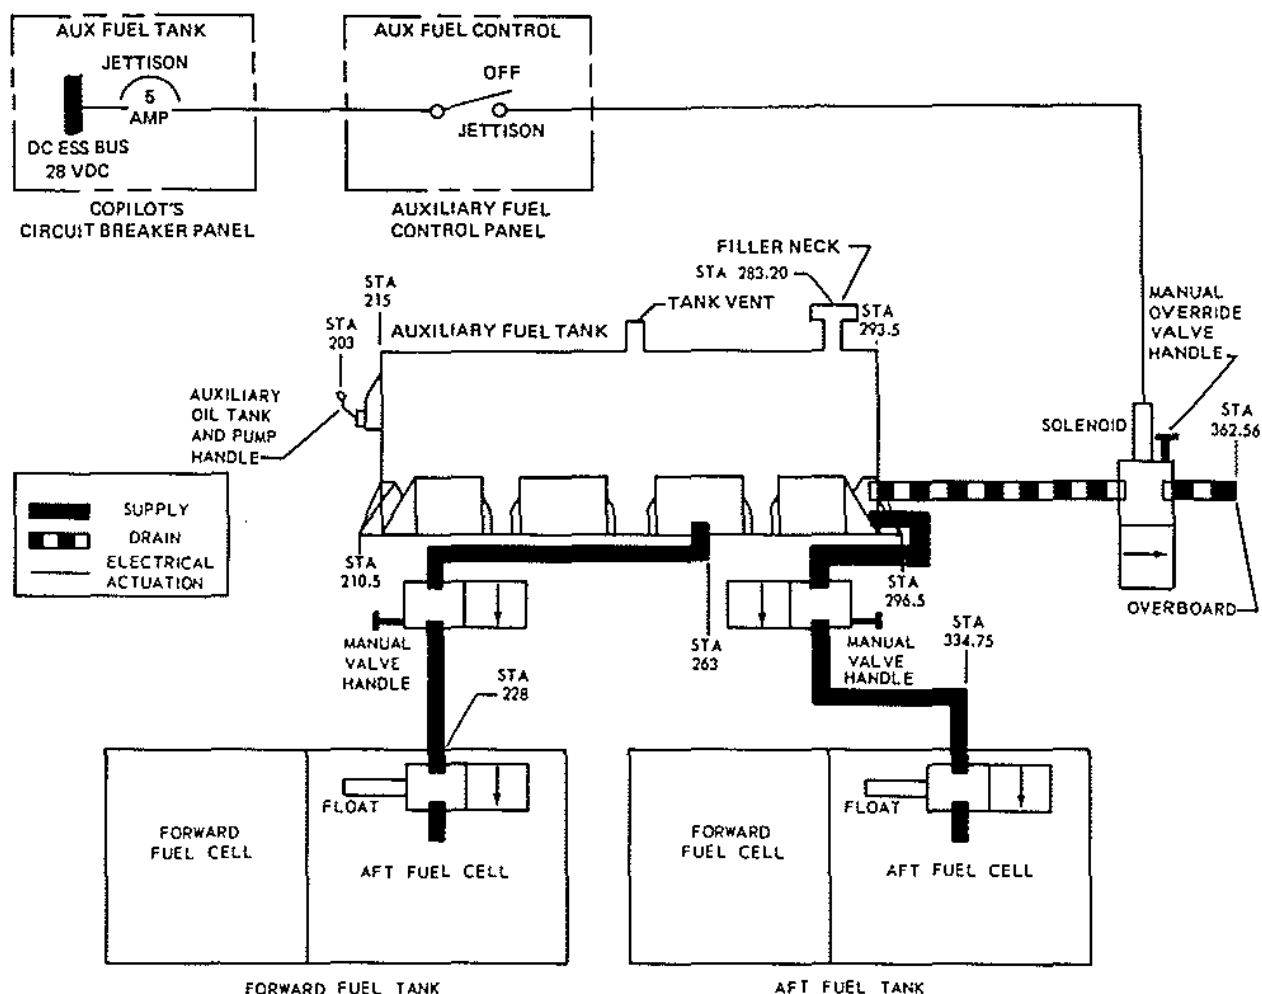 AUX FUEL TANK
JETTISON
5
AMP
DC ESS BUS
28 VDC
COPILOT'S
CIRCUIT BREAKER PANEL
AUX FUEL CONTROL
OFF
JETTISON
AUXILIARY FUEL
CONTROL PANEL
FILLER NECK
STA 283.20
TANK VENT
STA
215
STA
203
AUXILIARY FUEL TANK
STA
293.5
MANUAL
OVERRIDE
VALVE
HANDLE
AUXILIARY
OIL TANK
AND PUMP
HANDLE
SOLENOID
STA
362.56
SUPPLY
DRAIN
ELECTRICAL
ACTUATION
STA
210.5
STA
296.5
OVERBOARD
MANUAL
VALVE
HANDLE
STA
263
MANUAL
VALVE
HANDLE
STA
334.75
STA
228
FLOAT
FORWARD
FUEL CELL
AFT FUEL CELL
FORWARD FUEL TANK
FLOAT
FORWARD
FUEL CELL
AFT FUEL CELL
AFT FUEL TANK